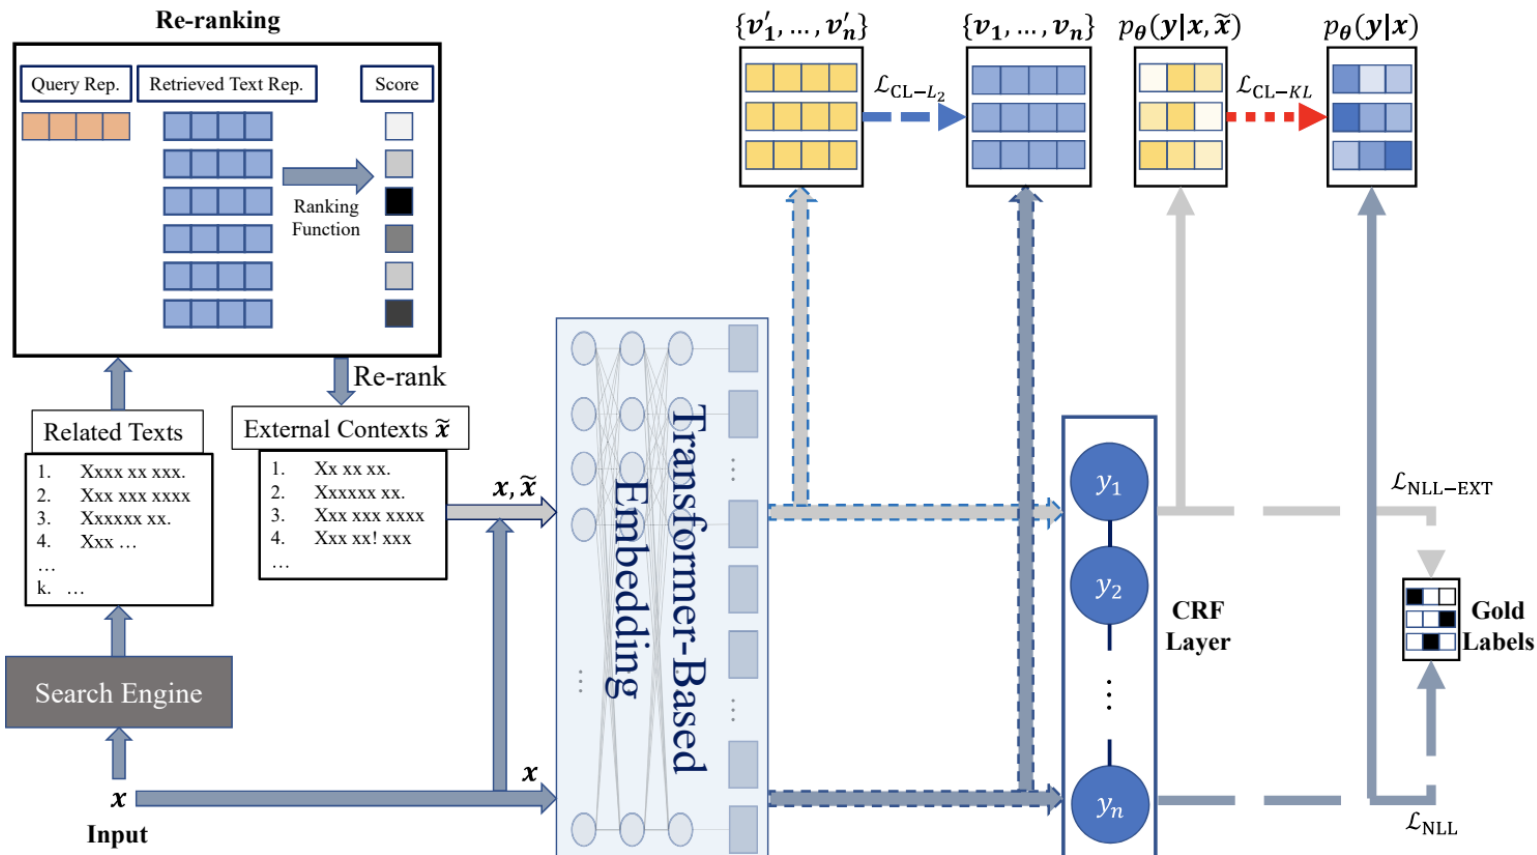 Re-ranking
Query Rep.
Retrieved Text Rep.
Score
Ranking
Function
Re-rank
Related Texts
1. Xxxx xx xxx.
2. Xxx xxx xxxx
3. Xxxxxx xx.
4. Xxx …
…
k. …
External Contexts x̃
1. Xx xx xx.
2. Xxxxxx xx.
3. Xxx xxx xxxx
4. Xxx xx! xxx
…
Search Engine
x
Input
x, x̃
x
Transformer-Based
Embedding
⋮
⋮
⋮
{v′₁, …, v′ₙ}
ℒCL−L₂
{v₁, …, vₙ}
pθ(y|x, x̃)
ℒCL−KL
pθ(y|x)
y₁
y₂
⋮
yₙ
CRF
Layer
ℒNLL−EXT
Gold
Labels
ℒNLL